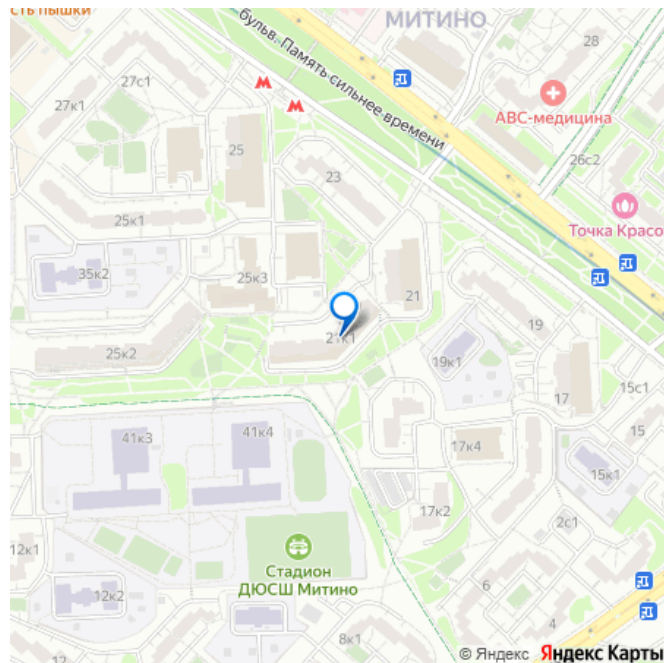 сть пышки
МИТИНО
бульв. Память сильнее времени
28
27с1
27к1
АВС-медицина
25
26с2
23
Точка Красо
25к1
35к2
25к3
21
19
21к1
25к2
19к1
15с1
17
15
41к3
41к4
17к4
15к1
17к2
2с1
12к1
Стадион
ДЮСШ Митино
6
4
12к2
8к1
12
© Яндекс Яндекс Карты